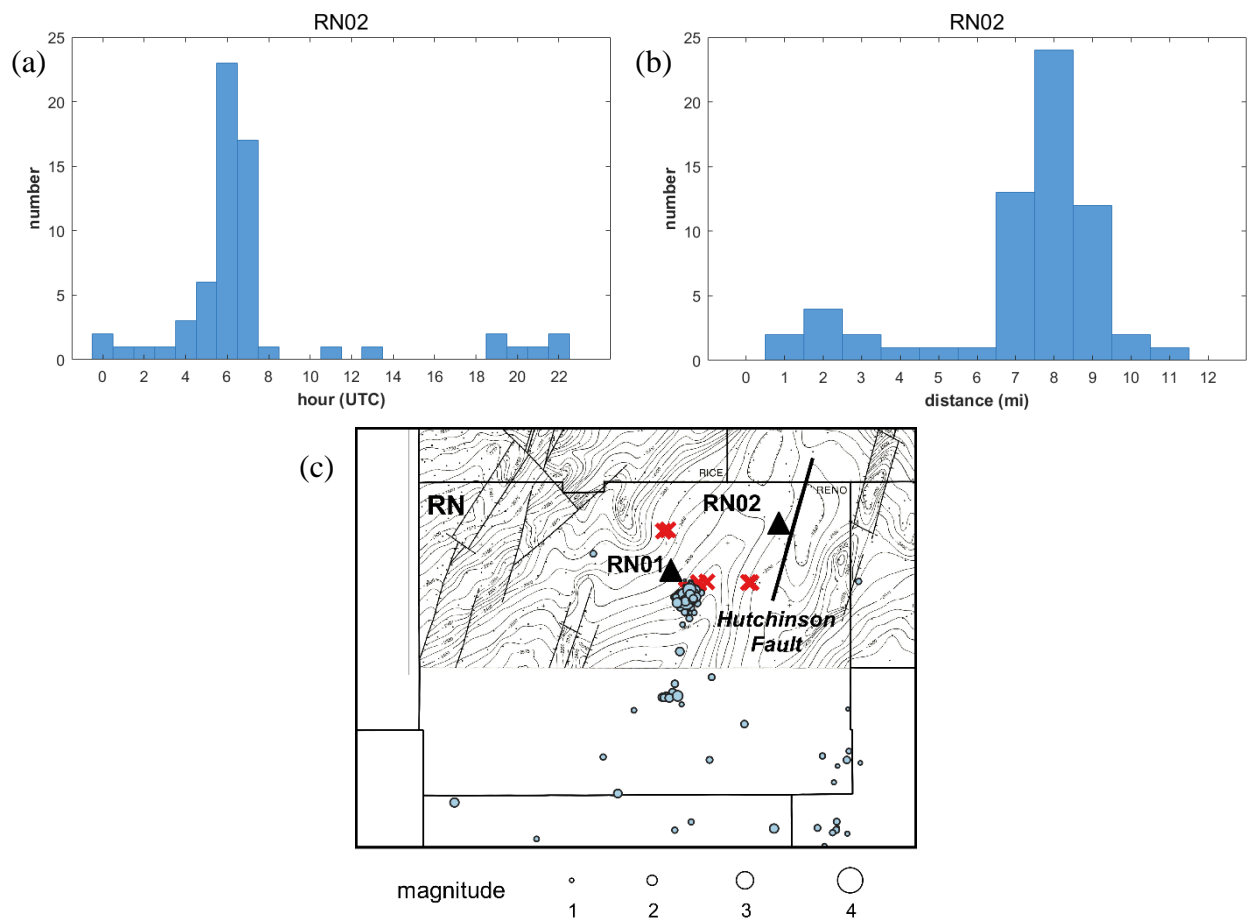 RN02
(a)
25
20
15
10
5
0
number
0 2 4 6 8 10 12 14 16 18 20 22
hour (UTC)
RN02
(b)
25
20
15
10
5
0
number
0 1 2 3 4 5 6 7 8 9 10 11 12
distance (mi)
(c)
RICE
RENO
RN
RN02
RN01
Hutchinson
Fault
magnitude
1 2 3 4